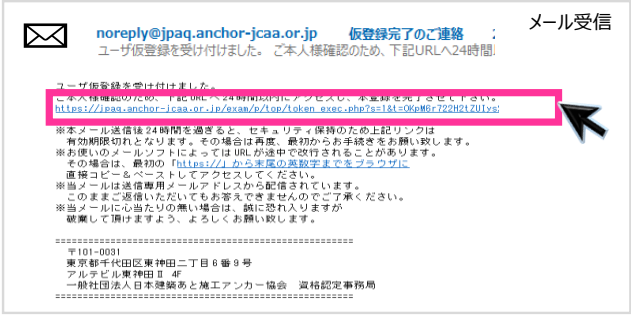 メール受信
noreply@jpaq.anchor-jcaa.or.jp 仮登録完了のご連絡
ユーザ仮登録を受け付けました。 ご本人様確認のため、下記URLへ24時間
ユーザ仮登録を受け付けました。
ご本人様確認のため、下記 URL へ 24 時間以内にアクセスし、本登録を完了させて下さい。
https://jpaq.anchor-jcaa.or.jp/exam/p/top/token_exec.php?s=1&t=OKpM6r722H2tZUIys
※本メール送信後 24 時間を過ぎると、セキュリティ保持のため上記リンクは
有効期限切れとなります。その場合は再度、最初からお手続きをお願い致します。
※お使いのメールソフトによってはURLが途中で改行されることがあります。
その場合は、最初の「https://」から末尾の英数字までをブラウザに
直接コピー＆ペーストしてアクセスしてください。
※当メールは送信専用メールアドレスから配信されています。
このままご返信いただいてもお答えできませんのでご了承ください。
※当メールに心当たりの無い場合は、誠に恐れ入りますが
破棄して頂けますよう、よろしくお願い致します。
====================================================
〒101-0031
東京都千代田区東神田二丁目６番９号
アルテビル東神田Ⅱ 4F
一般社団法人日本建築あと施工アンカー協会 資格認定事務局
====================================================